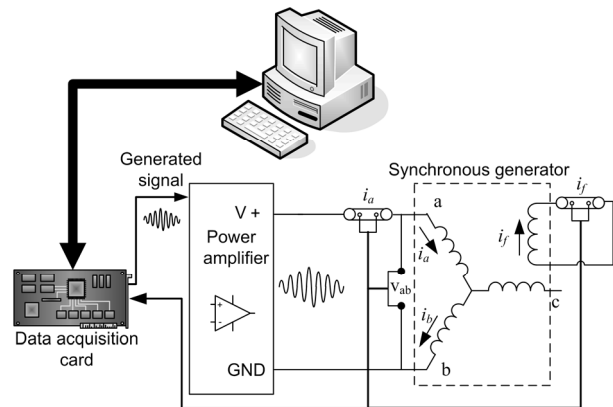 Generated
signal
Synchronous generator
V +
Power
amplifier
+
-
GND
Data acquisition
card
i_a
a
i_a
v_ab
i_b
b
c
i_f
i_f